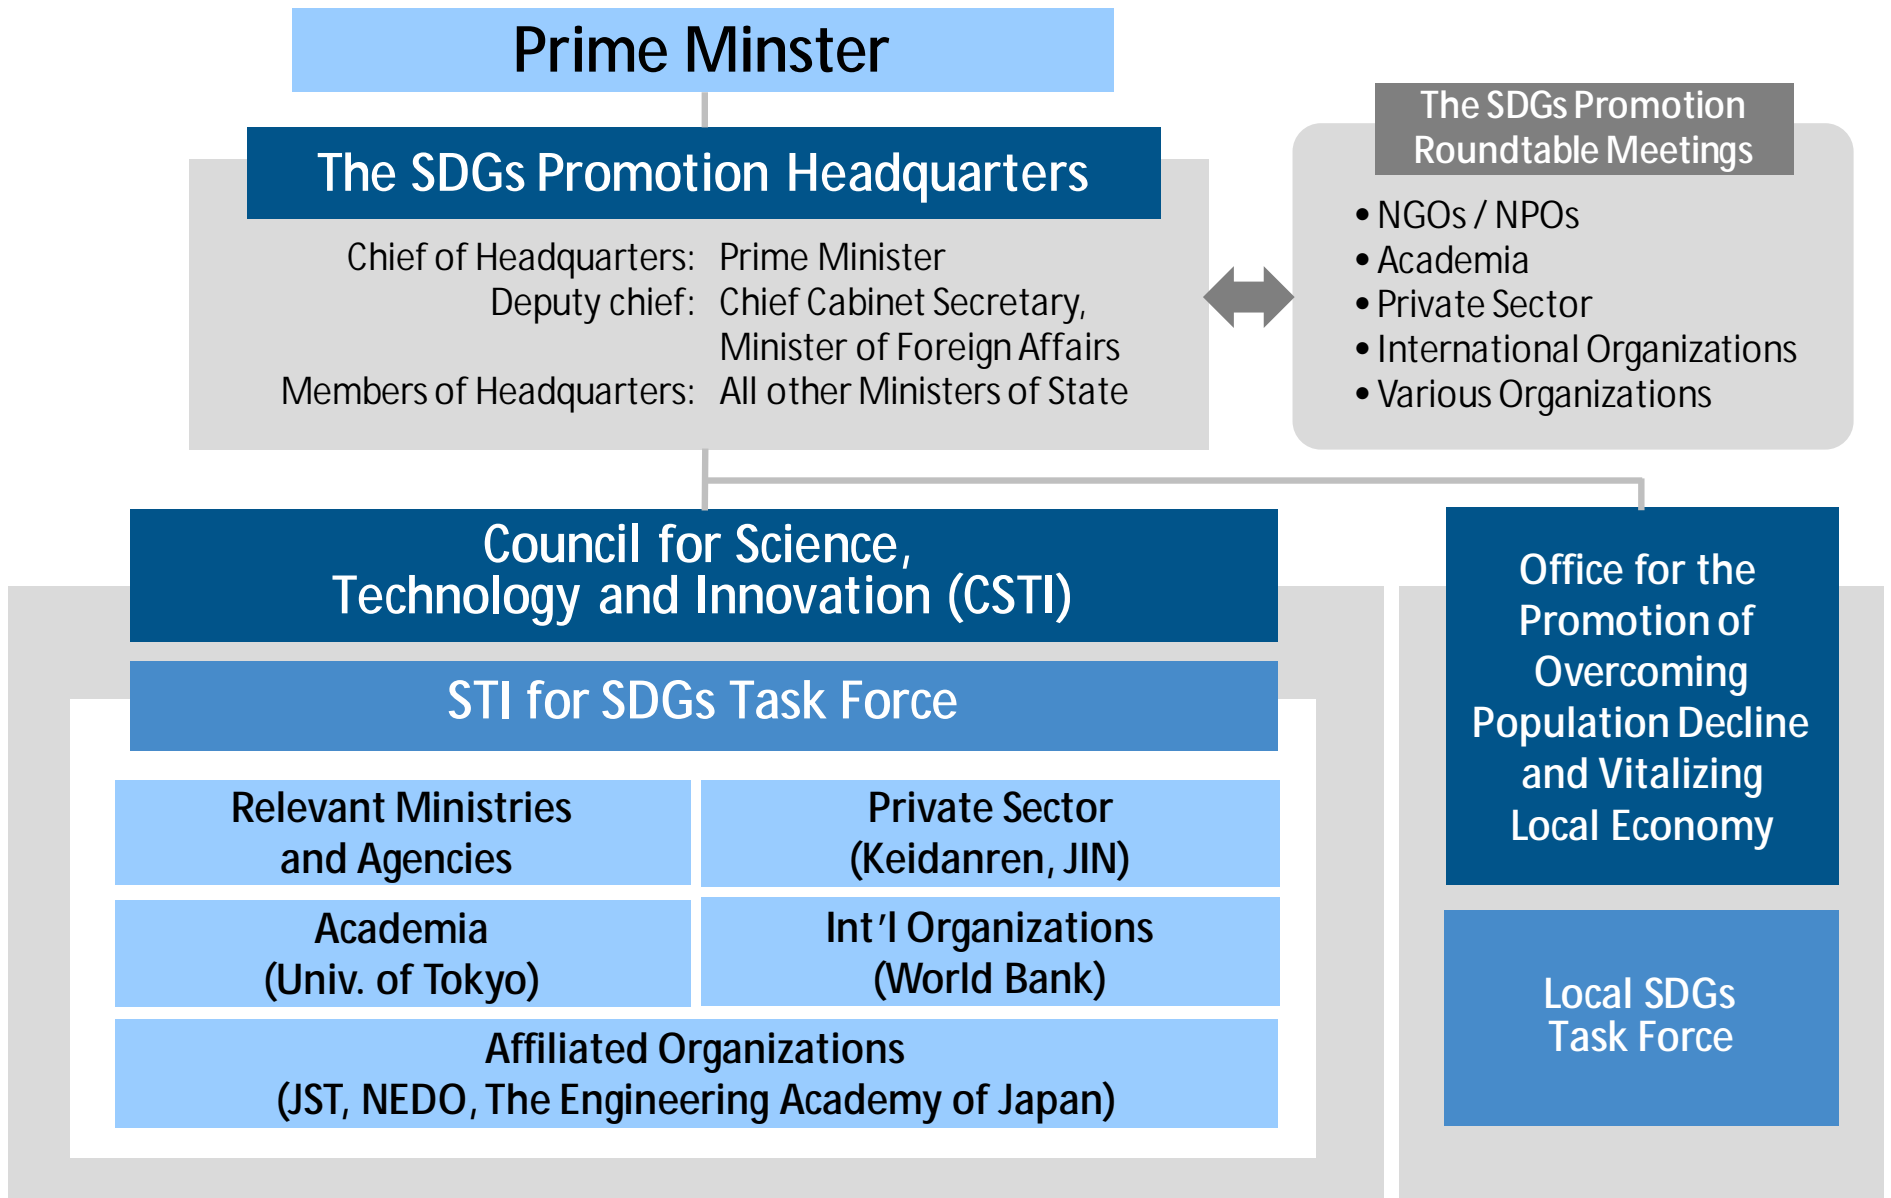 Prime Minster
The SDGs Promotion Headquarters
Chief of Headquarters: Prime Minister
Deputy chief: Chief Cabinet Secretary,
Minister of Foreign Affairs
Members of Headquarters: All other Ministers of State
The SDGs Promotion
Roundtable Meetings
• NGOs / NPOs
• Academia
• Private Sector
• International Organizations
• Various Organizations
Council for Science,
Technology and Innovation (CSTI)
STI for SDGs Task Force
Relevant Ministries
and Agencies
Private Sector
(Keidanren, JIN)
Academia
(Univ. of Tokyo)
Int'l Organizations
(World Bank)
Affiliated Organizations
(JST, NEDO, The Engineering Academy of Japan)
Office for the
Promotion of
Overcoming
Population Decline
and Vitalizing
Local Economy
Local SDGs
Task Force